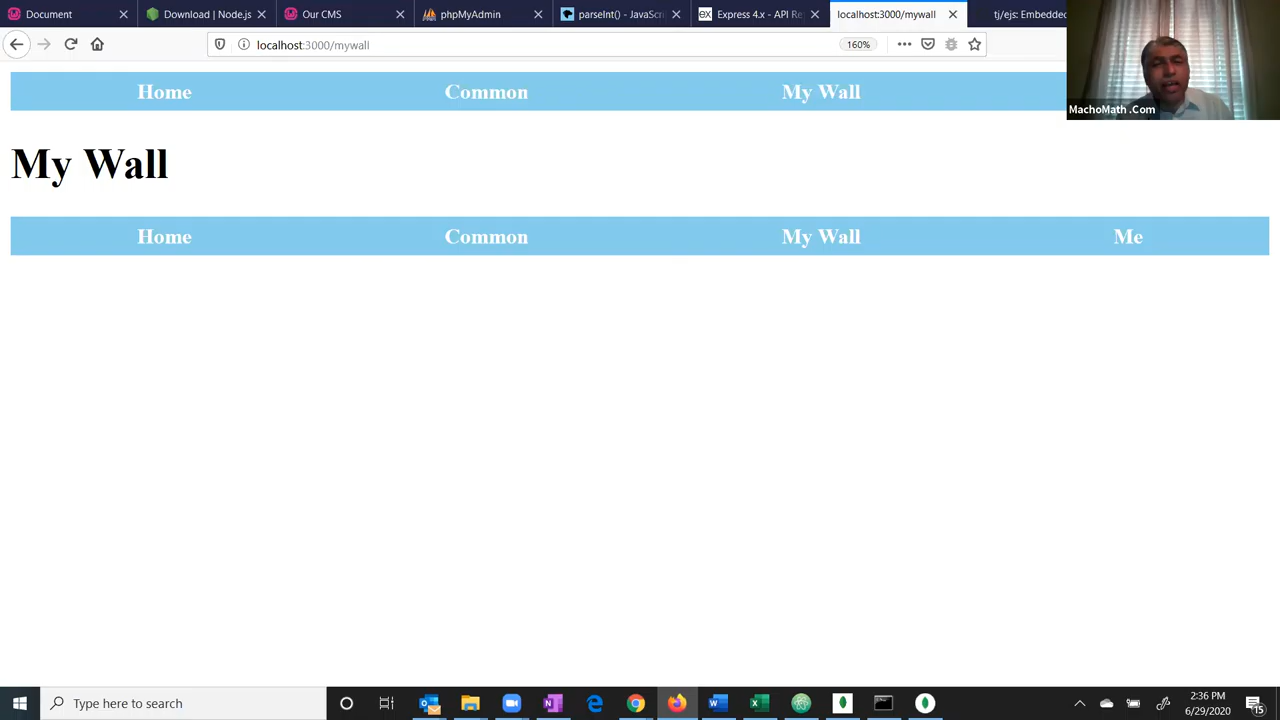 Document
Download | Node.js
Our CMS
phpMyAdmin
parseInt() - JavaScri
Express 4.x - API Re
localhost:3000/mywall
tj/ejs: Embedded
localhost:3000/mywall
160%
Home Common My Wall
MachoMath .Com
My Wall
Home Common My Wall Me
Type here to search
2:36 PM
6/29/2020
15